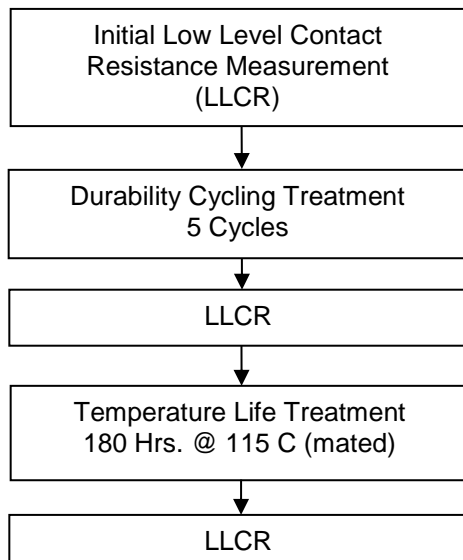 Initial Low Level Contact
Resistance Measurement
(LLCR)
Durability Cycling Treatment
5 Cycles
LLCR
Temperature Life Treatment
180 Hrs. @ 115 C (mated)
LLCR